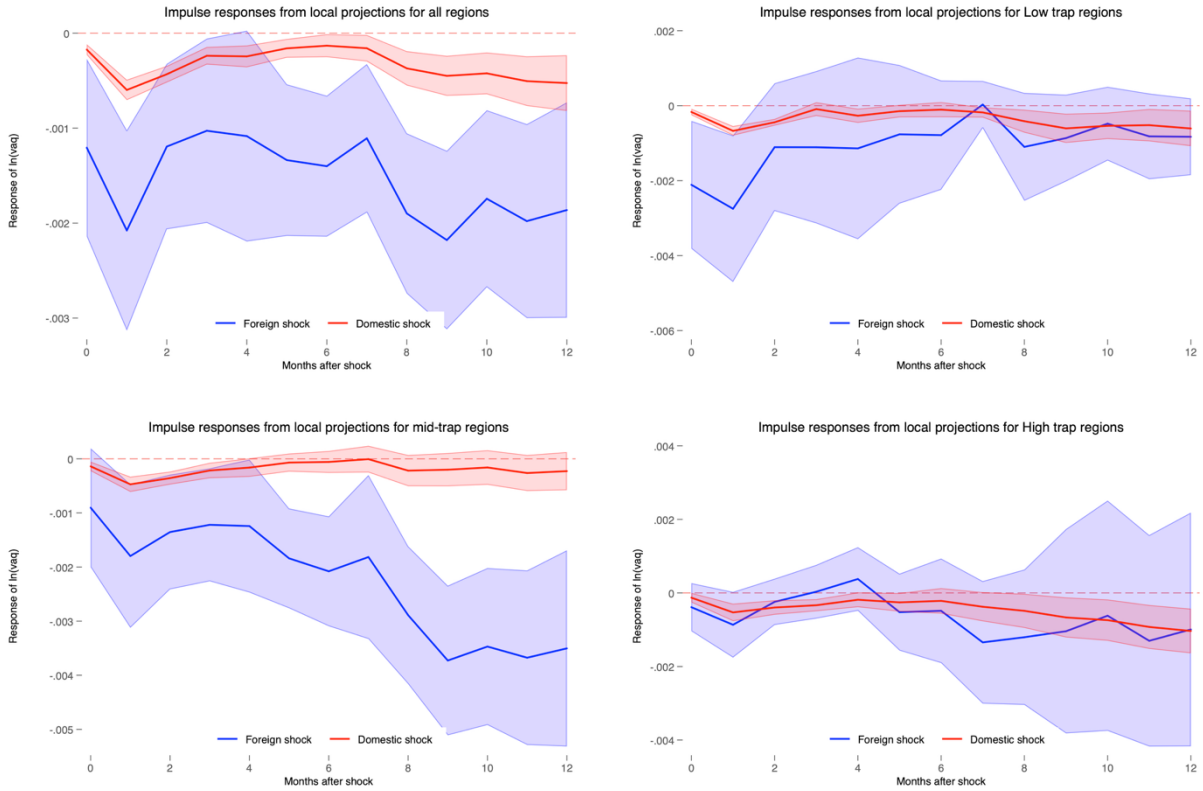 Impulse responses from local projections for all regions
0
-.001
-.002
-.003
Response of ln(vaq)
Foreign shock Domestic shock
0 2 4 6 8 10 12
Months after shock
Impulse responses from local projections for Low trap regions
.002
0
-.002
-.004
-.006
Response of ln(vaq)
Foreign shock Domestic shock
0 2 4 6 8 10 12
Months after shock
Impulse responses from local projections for mid-trap regions
0
-.001
-.002
-.003
-.004
-.005
Response of ln(vaq)
Foreign shock Domestic shock
0 2 4 6 8 10 12
Months after shock
Impulse responses from local projections for High trap regions
.004
.002
0
-.002
-.004
Response of ln(vaq)
Foreign shock Domestic shock
0 2 4 6 8 10 12
Months after shock